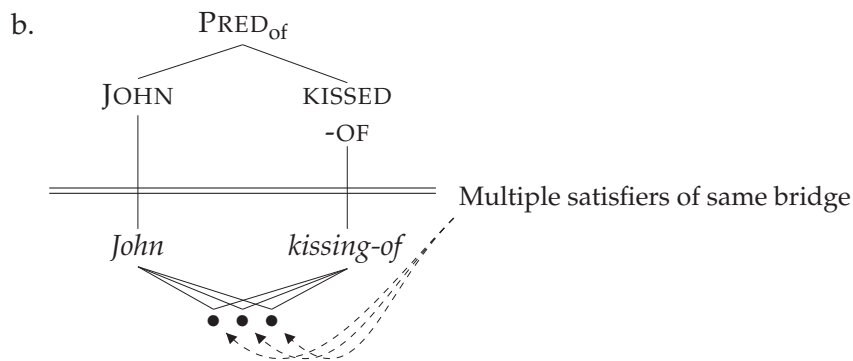 b.
PRED_of
JOHN KISSED
-OF
Multiple satisfiers of same bridge
John kissing-of